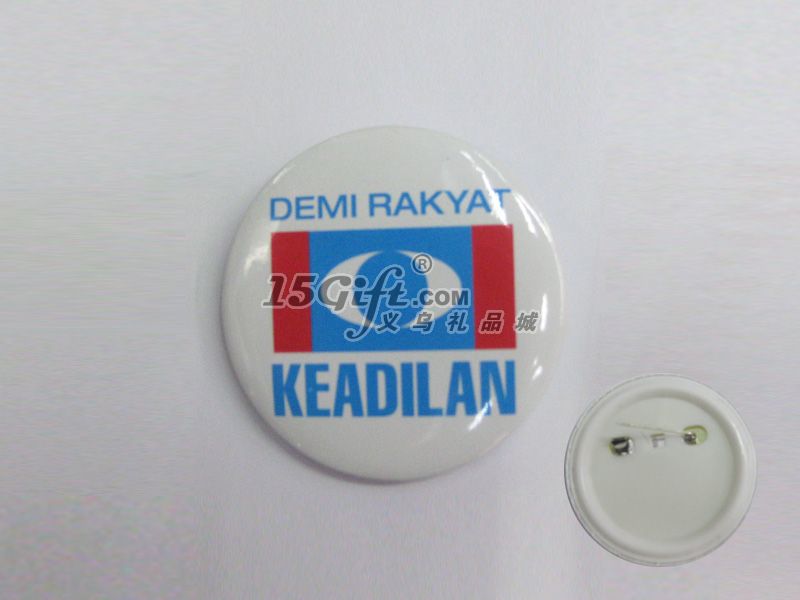 DEMI RAKYAT
15Gift®.com
义乌礼品城
KEADILAN